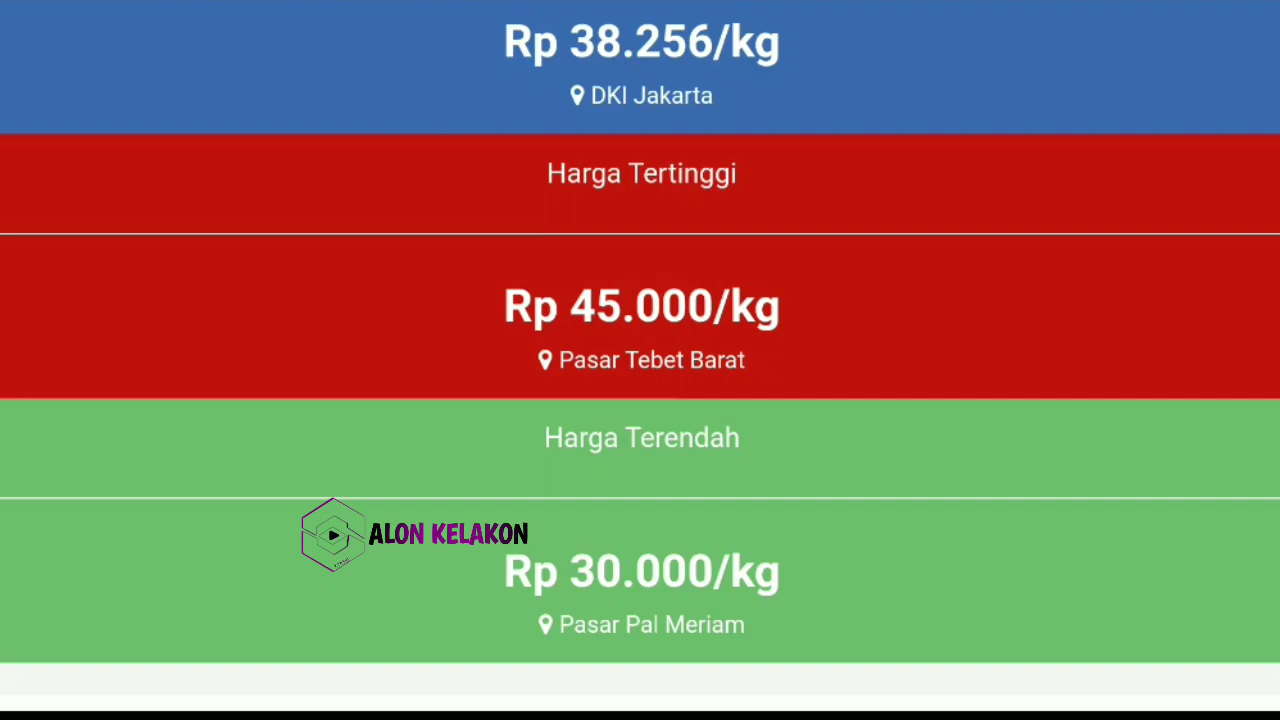 Rp 38.256/kg
DKI Jakarta
Harga Tertinggi
Rp 45.000/kg
Pasar Tebet Barat
Harga Terendah
ALON KELAKON
Rp 30.000/kg
Pasar Pal Meriam